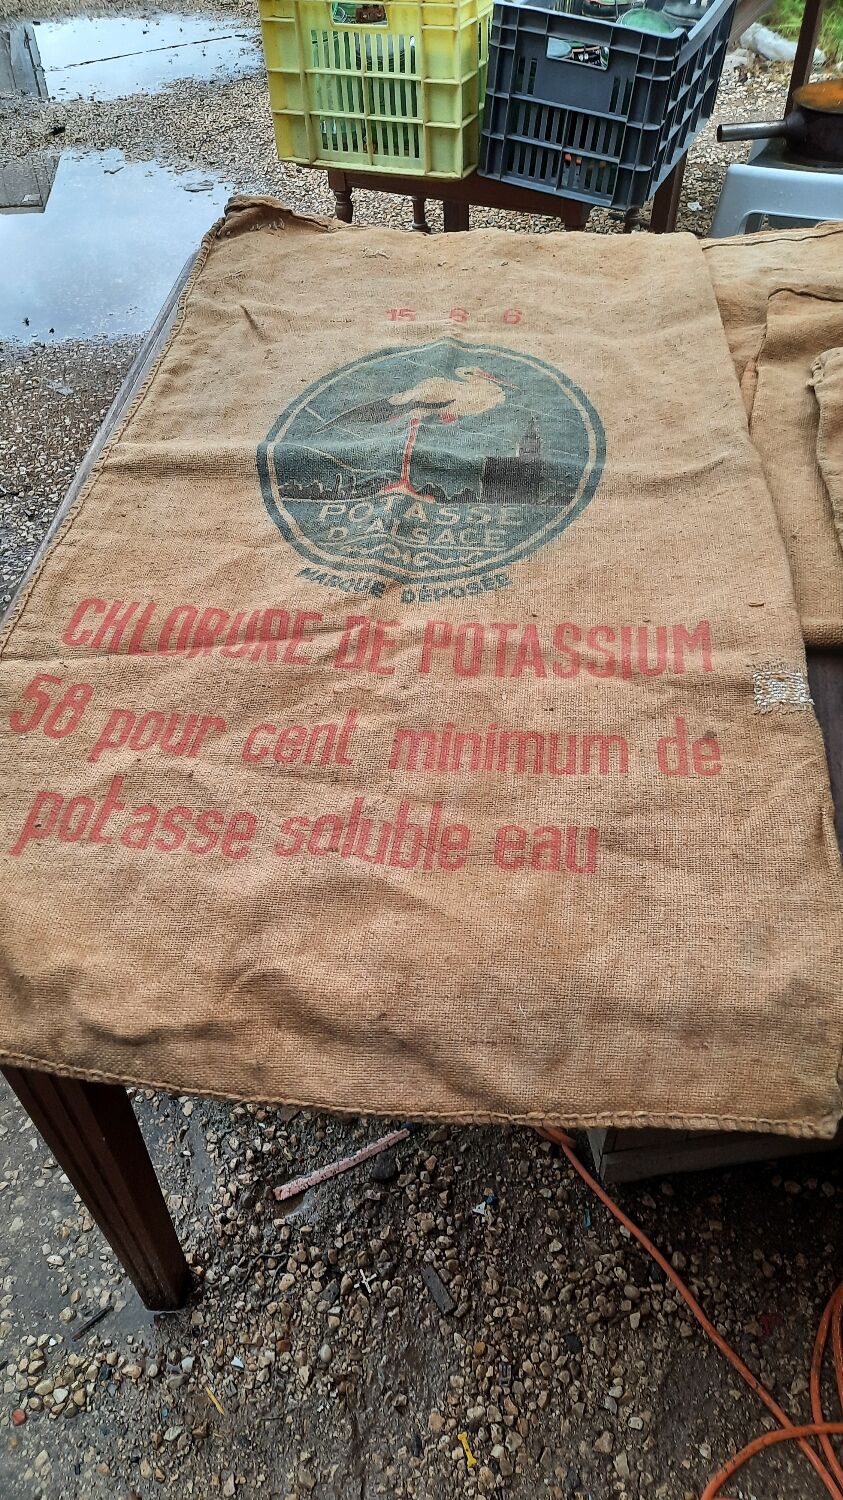 15 6 6
POTASSE
D'ALSACE
MARQUE DÉPOSÉE
CHLORURE DE POTASSIUM
58 pour cent minimum de
potasse soluble eau